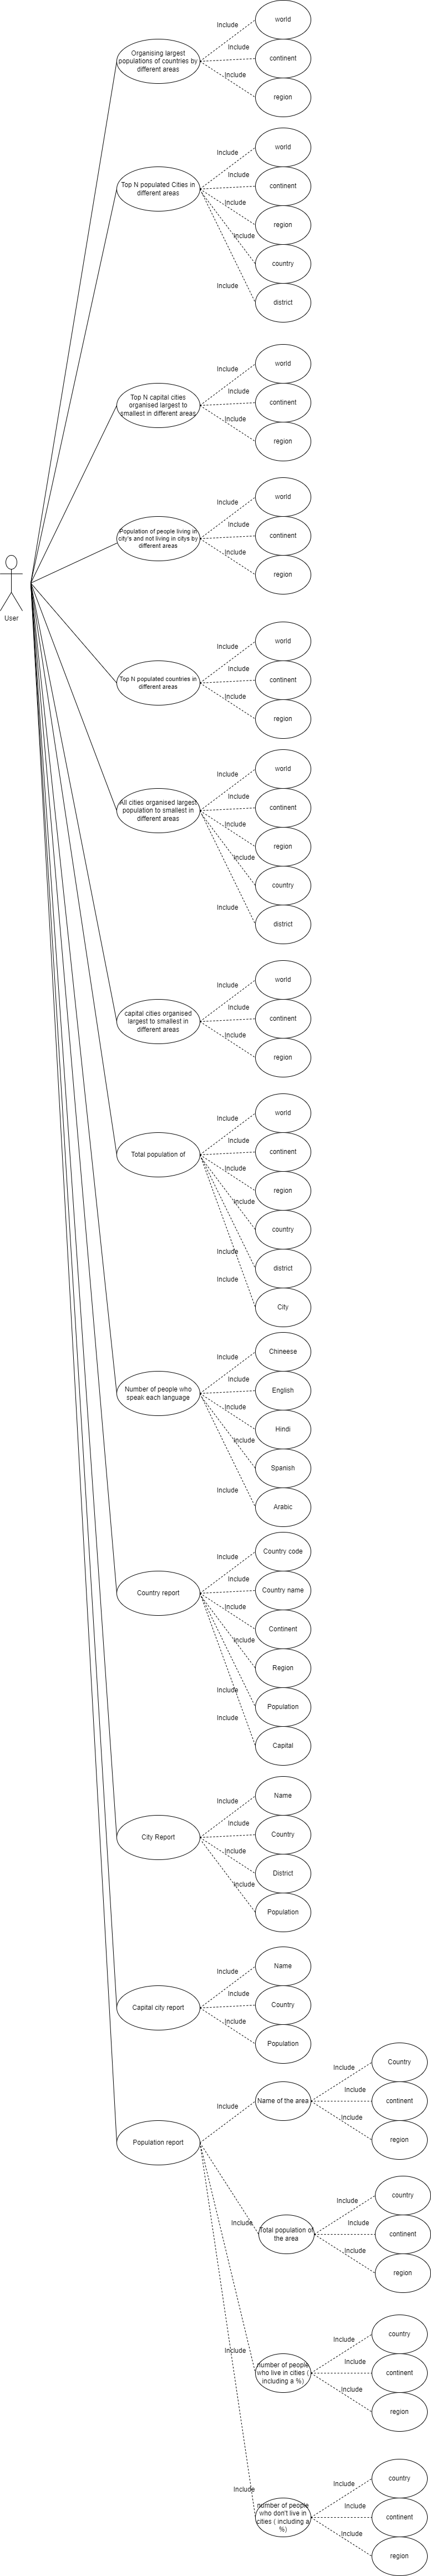 Include
world
Organising largest
populations of countries by
different areas
Include
continent
Include
region
Include
world
Include
continent
Top N populated Cities in
different areas
Include
region
Include
country
Include
district
Include
world
Top N capital cities
organised largest to
smallest in different areas
Include
continent
Include
region
Include
world
Population of people living in
city's and not living in citys by
different areas
Include
continent
Include
region
User
Include
world
Include
continent
Top N populated countries in
different areas
Include
region
Include
world
All cities organised largest
population to smallest in
different areas
Include
continent
Include
region
Include
country
Include
district
Include
world
capital cities organised
largest to smallest in
different areas
Include
continent
Include
region
Include
world
Include
continent
Total population of
Include
region
Include
country
Include
district
Include
City
Include
Chineese
Include
English
Number of people who
speak each language
Include
Hindi
Include
Spanish
Include
Arabic
Include
Country code
Include
Country name
Country report
Include
Continent
Include
Region
Include
Population
Include
Capital
Include
Name
Include
Country
City Report
Include
District
Include
Population
Include
Name
Include
Country
Capital city report
Include
Population
Include
Country
Include
Name of the area
Include
continent
Include
region
Population report
Include
country
Include
Total population of
the area
Include
continent
Include
region
Include
country
Include
number of people
who live in cities (
including a %)
Include
continent
Include
region
Include
country
Include
number of people
who don't live in
cities ( including a
%)
Include
continent
Include
region